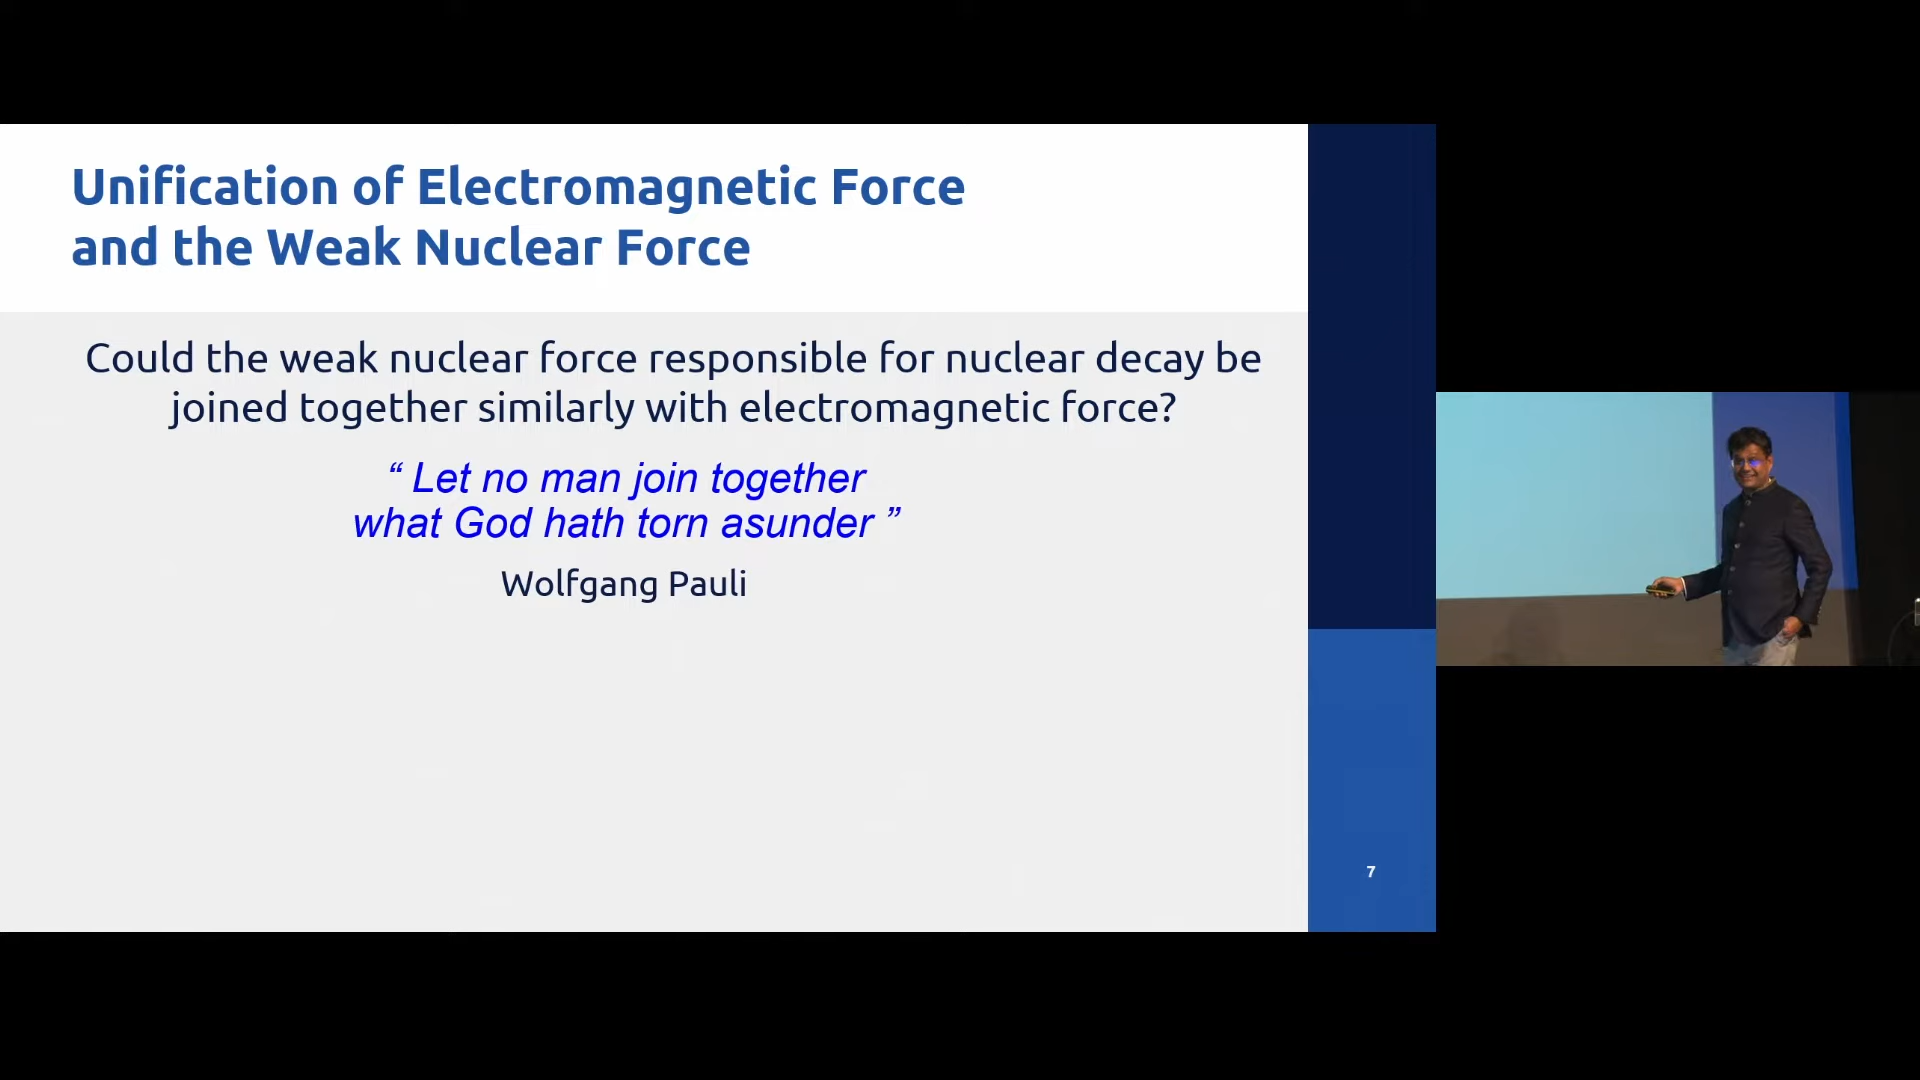 Unification of Electromagnetic Force
and the Weak Nuclear Force
Could the weak nuclear force responsible for nuclear decay be
joined together similarly with electromagnetic force?
“ Let no man join together
what God hath torn asunder ”
Wolfgang Pauli
7